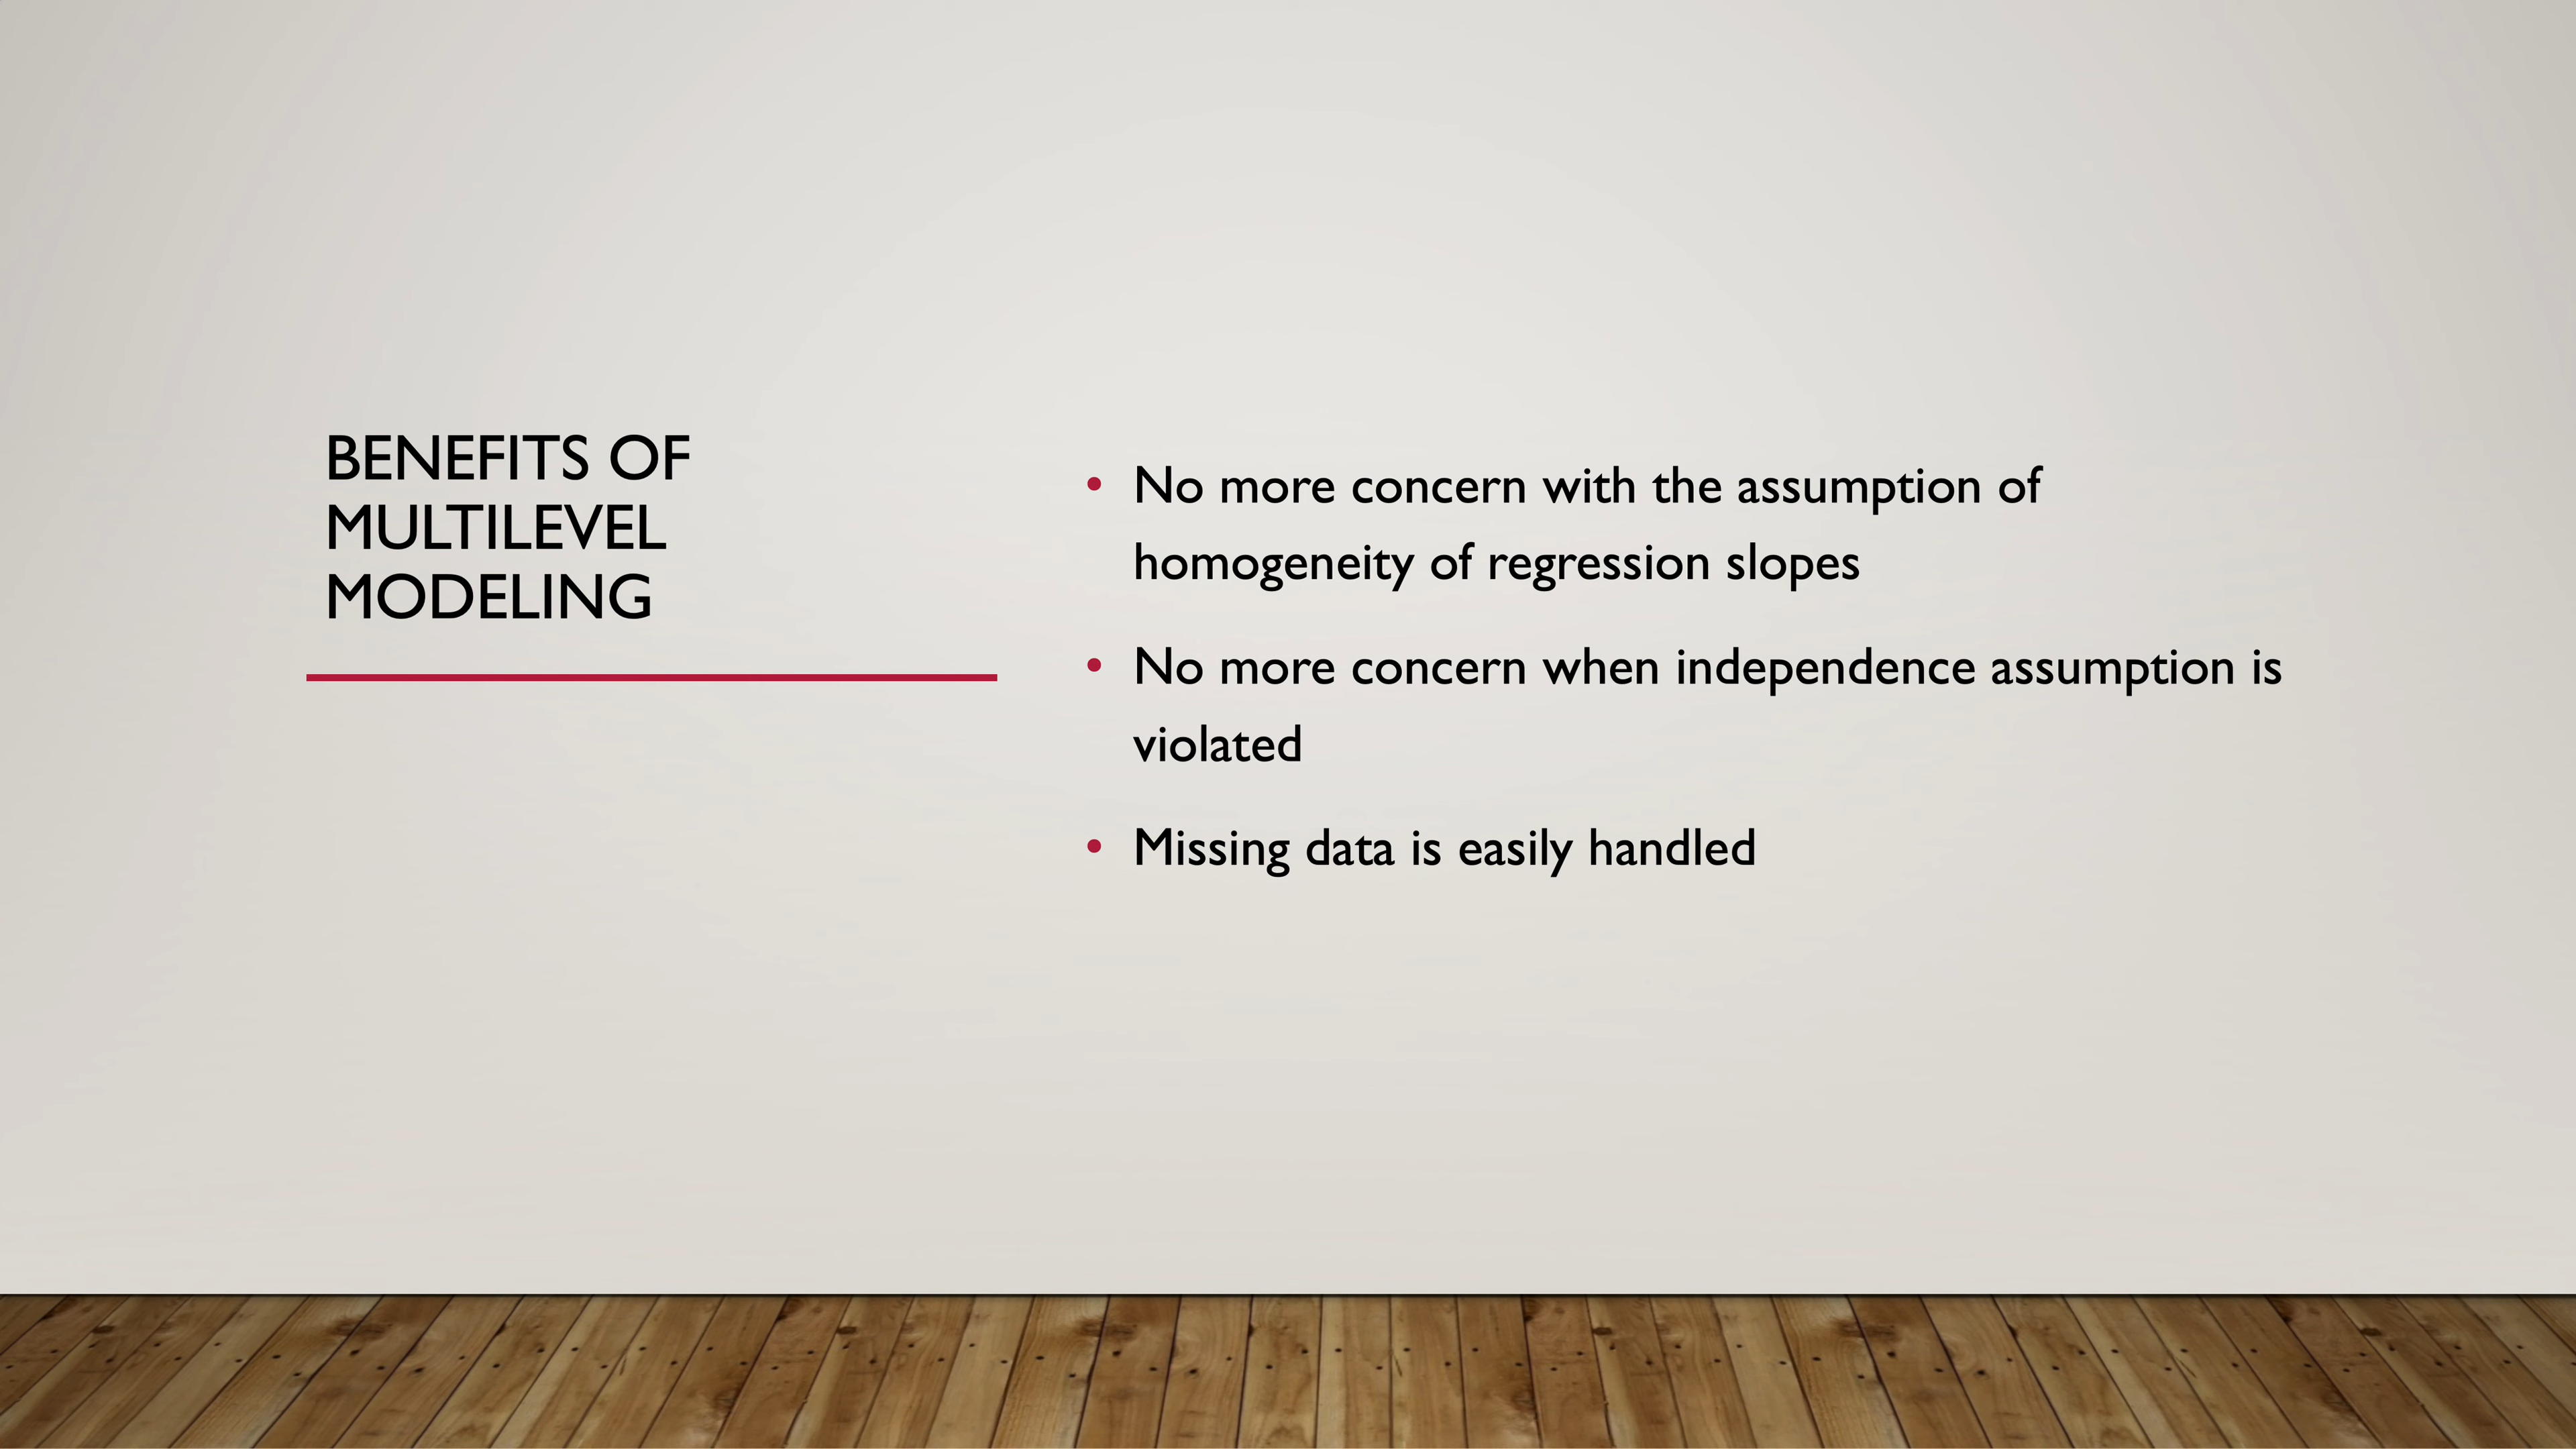 BENEFITS OF
MULTILEVEL
MODELING
• No more concern with the assumption of
homogeneity of regression slopes
• No more concern when independence assumption is
violated
• Missing data is easily handled